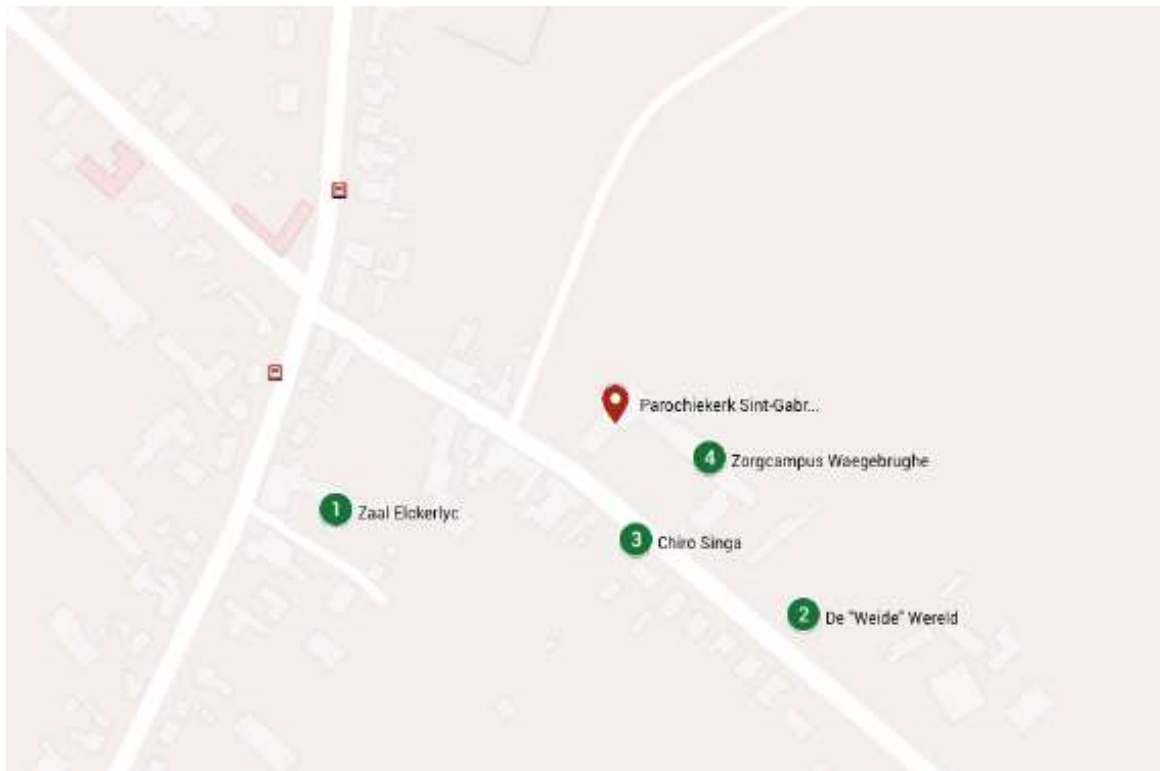 Parochiekerk Sint-Gabr...
4 Zorgcampus Waegebrughe
1 Zaal Elckerlyc
3 Chiro Singa
2 De "Weide" Wereld